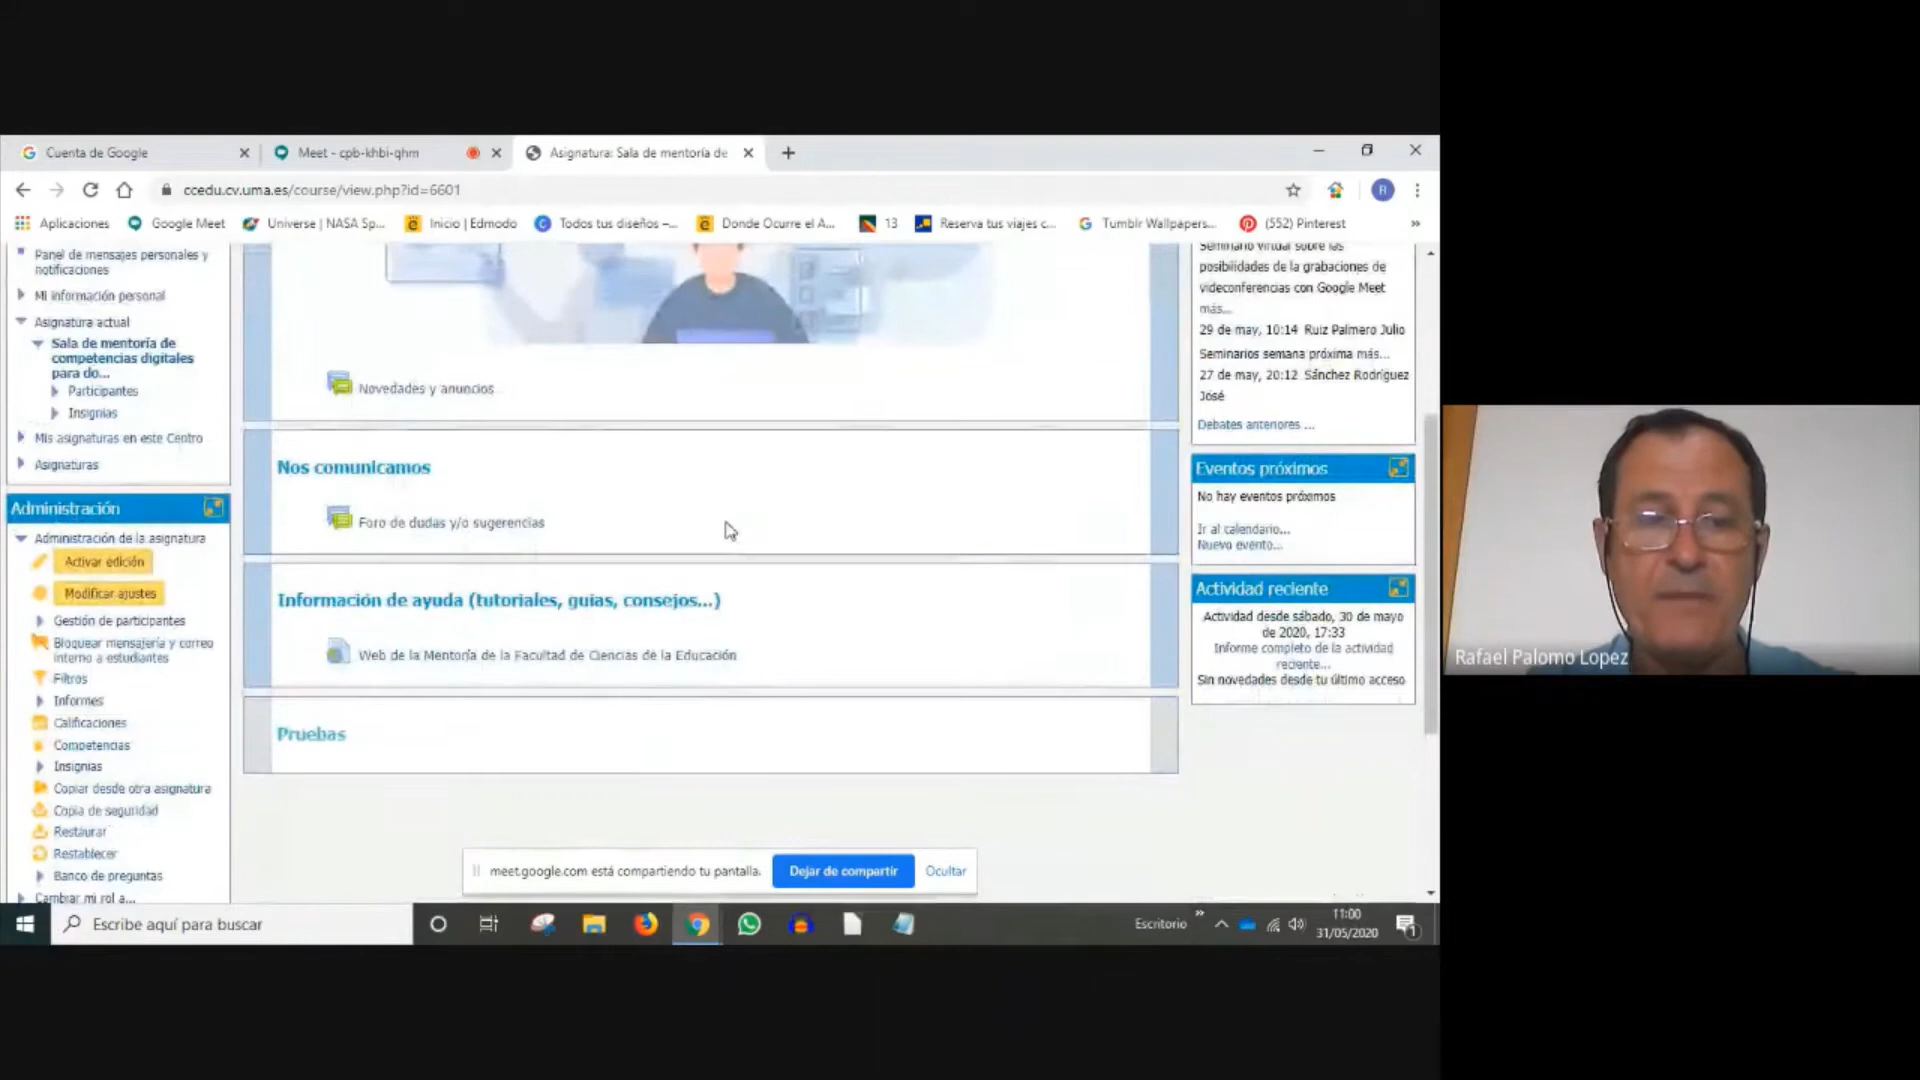 Cuenta de Google
Meet - cpb-khbi-qhm
Asignatura: Sala de mentoría de
ccedu.cv.uma.es/course/view.php?id=6601
Aplicaciones
Google Meet
Universe | NASA Sp...
Inicio | Edmodo
Todos tus diseños –...
Donde Ocurre el A...
13
Reserva tus viajes c...
Tumblr Wallpapers...
(552) Pinterest
»
Panel de mensajes personales y
notificaciones
Mi información personal
Asignatura actual
Sala de mentoría de
competencias digitales
para do...
Participantes
Insignias
Mis asignaturas en este Centro
Asignaturas
Administración
Administración de la asignatura
Activar edición
Modificar ajustes
Gestión de participantes
Bloquear mensajería y correo
interno a estudiantes
Filtros
Informes
Calificaciones
Competencias
Insignias
Copiar desde otra asignatura
Copia de seguridad
Restaurar
Restablecer
Banco de preguntas
Cambiar mi rol a...
Novedades y anuncios
Nos comunicamos
Foro de dudas y/o sugerencias
Información de ayuda (tutoriales, guías, consejos...)
Web de la Mentoría de la Facultad de Ciencias de la Educación
Pruebas
Seminario virtual sobre las
posibilidades de la grabaciones de
videconferencias con Google Meet
más...
29 de may, 10:14 Ruiz Palmero Julio
Seminarios semana próxima más...
27 de may, 20:12 Sánchez Rodríguez
José
Debates anteriores ...
Eventos próximos
No hay eventos próximos
Ir al calendario...
Nuevo evento...
Actividad reciente
Actividad desde sábado, 30 de mayo
de 2020, 17:33
Informe completo de la actividad
reciente...
Sin novedades desde tu último acceso
meet.google.com está compartiendo tu pantalla.
Dejar de compartir
Ocultar
Escribe aquí para buscar
Escritorio
»
11:00
31/05/2020
1
Rafael Palomo Lopez